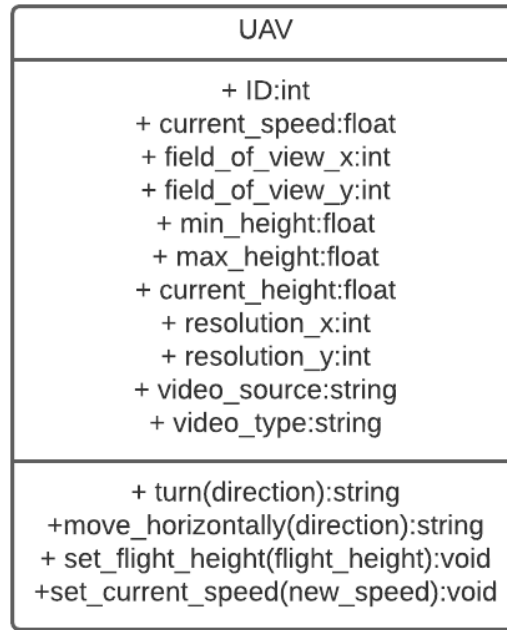 UAV
+ ID:int
+ current_speed:float
+ field_of_view_x:int
+ field_of_view_y:int
+ min_height:float
+ max_height:float
+ current_height:float
+ resolution_x:int
+ resolution_y:int
+ video_source:string
+ video_type:string
+ turn(direction):string
+move_horizontally(direction):string
+ set_flight_height(flight_height):void
+set_current_speed(new_speed):void